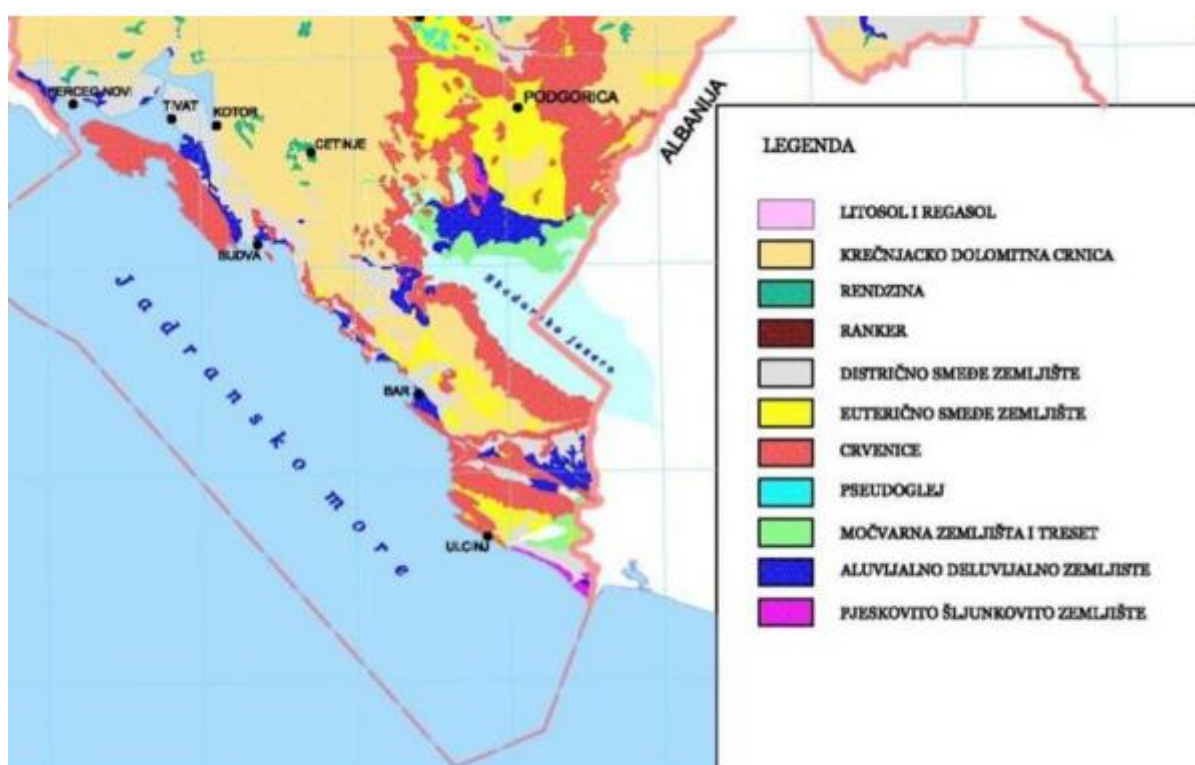 HERCEG-NOVI
TIVAT
KOTOR
CETINJE
PODGORICA
ALBANIJA
BUDVA
Skadarsko jezero
Jadransko more
BAR
ULCINJ
LEGENDA
LITOSOL I REGASOL
KREČNJACKO DOLOMITNA CRNICA
RENDZINA
RANKER
DISTRIČNO SMEĐE ZEMLJIŠTE
EUTERIČNO SMEĐE ZEMLJIŠTE
CRVENICE
PSEUDOGLEJ
MOČVARNA ZEMLJIŠTA I TRESET
ALUVIJALNO DELUVIJALNO ZEMLJISTE
PJESKOVITO ŠLJUNKOVITO ZEMLJIŠTE